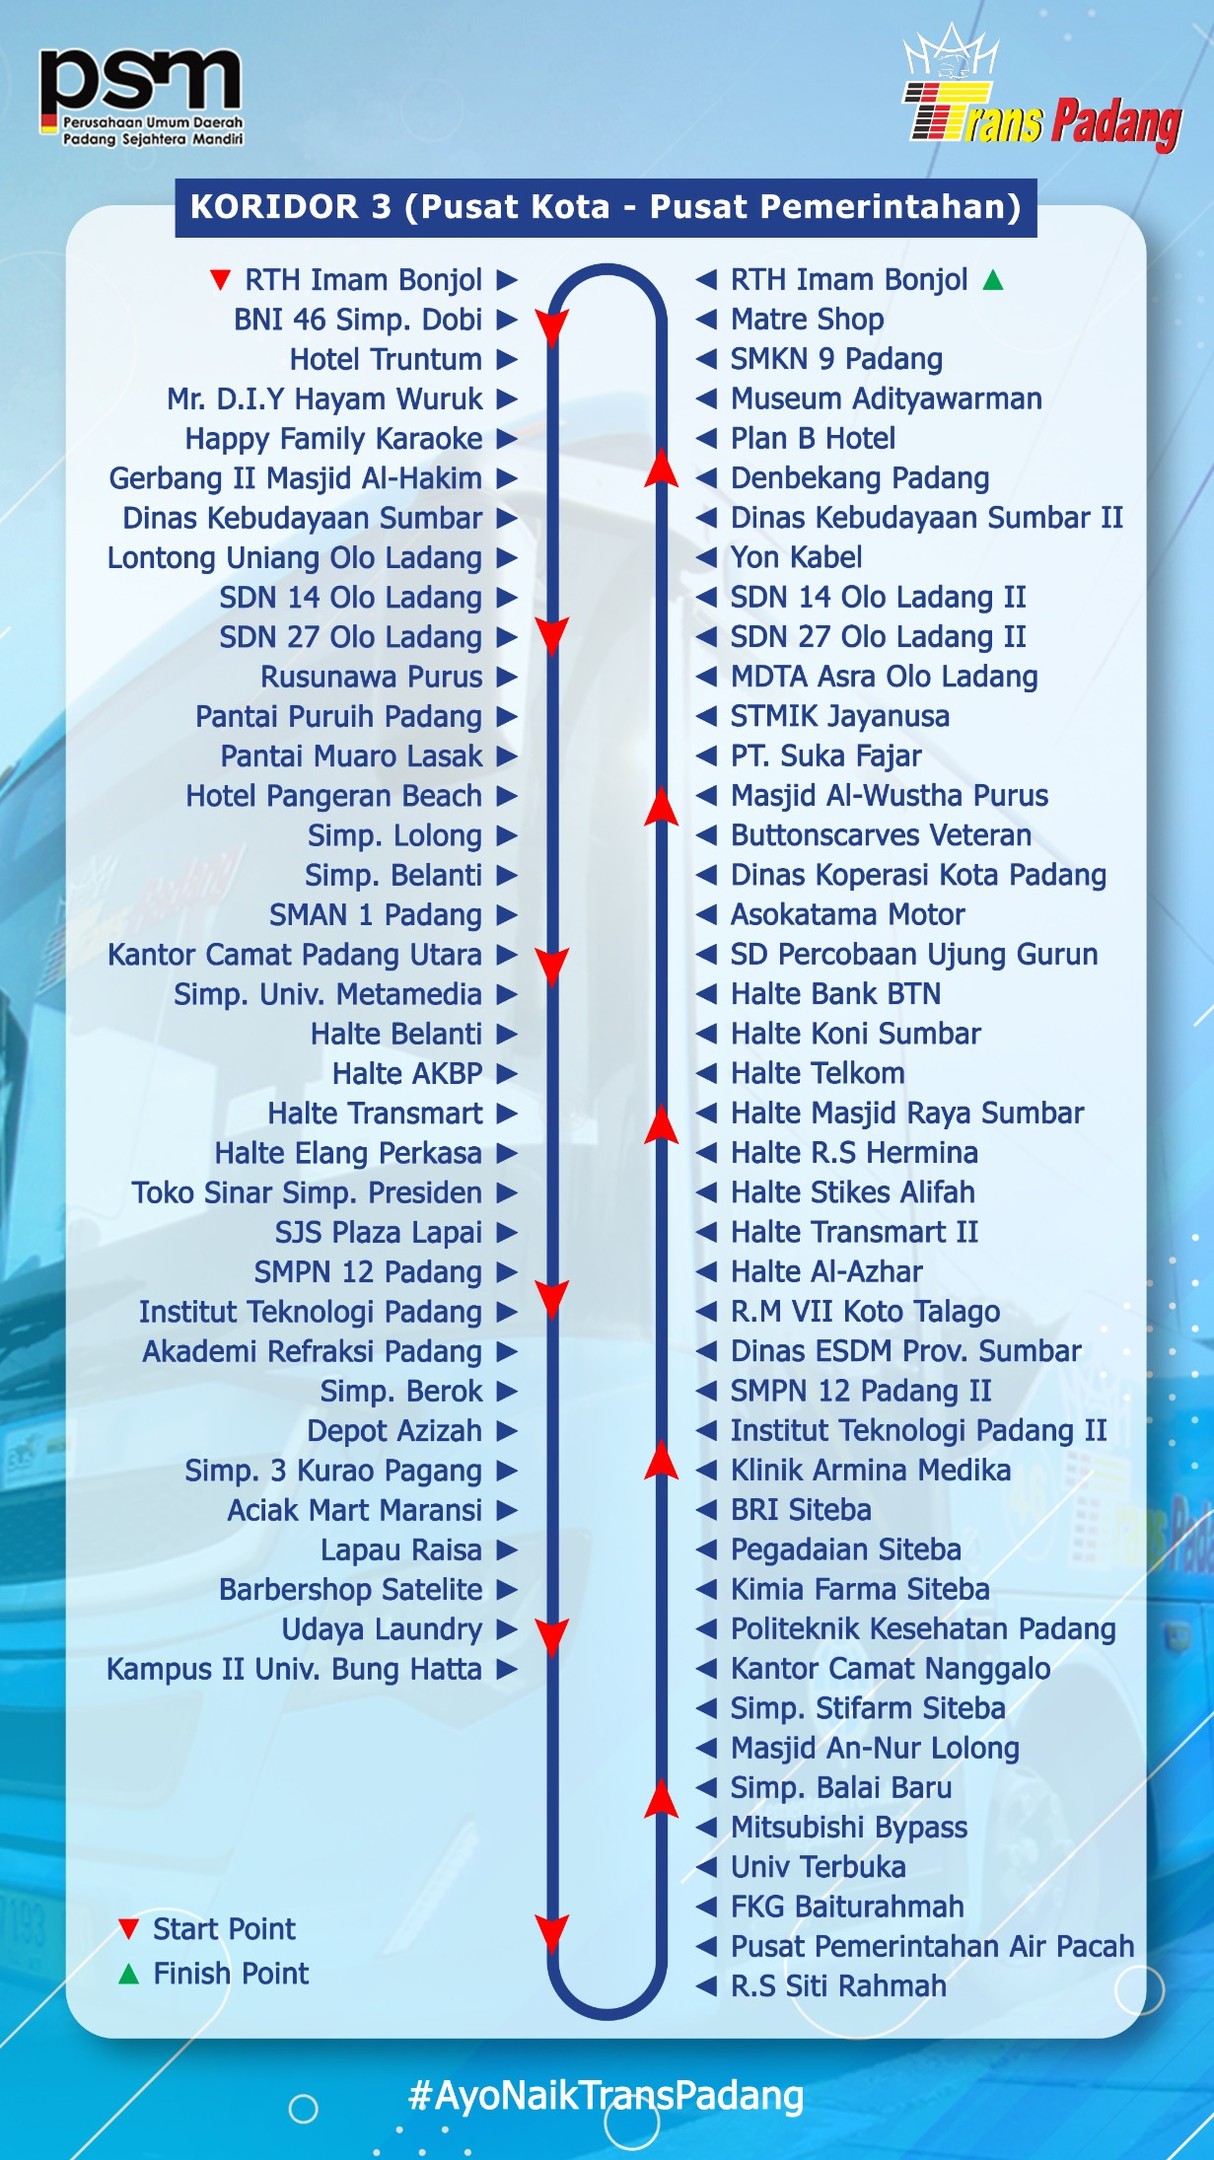 psm
Perusahaan Umum Daerah
Padang Sejahtera Mandiri
Trans Padang
KORIDOR 3 (Pusat Kota - Pusat Pemerintahan)
RTH Imam Bonjol
BNI 46 Simp. Dobi
Hotel Truntum
Mr. D.I.Y Hayam Wuruk
Happy Family Karaoke
Gerbang II Masjid Al-Hakim
Dinas Kebudayaan Sumbar
Lontong Uniang Olo Ladang
SDN 14 Olo Ladang
SDN 27 Olo Ladang
Rusunawa Purus
Pantai Puruih Padang
Pantai Muaro Lasak
Hotel Pangeran Beach
Simp. Lolong
Simp. Belanti
SMAN 1 Padang
Kantor Camat Padang Utara
Simp. Univ. Metamedia
Halte Belanti
Halte AKBP
Halte Transmart
Halte Elang Perkasa
Toko Sinar Simp. Presiden
SJS Plaza Lapai
SMPN 12 Padang
Institut Teknologi Padang
Akademi Refraksi Padang
Simp. Berok
Depot Azizah
Simp. 3 Kurao Pagang
Aciak Mart Maransi
Lapau Raisa
Barbershop Satelite
Udaya Laundry
Kampus II Univ. Bung Hatta
RTH Imam Bonjol
Matre Shop
SMKN 9 Padang
Museum Adityawarman
Plan B Hotel
Denbekang Padang
Dinas Kebudayaan Sumbar II
Yon Kabel
SDN 14 Olo Ladang II
SDN 27 Olo Ladang II
MDTA Asra Olo Ladang
STMIK Jayanusa
PT. Suka Fajar
Masjid Al-Wustha Purus
Buttonscarves Veteran
Dinas Koperasi Kota Padang
Asokatama Motor
SD Percobaan Ujung Gurun
Halte Bank BTN
Halte Koni Sumbar
Halte Telkom
Halte Masjid Raya Sumbar
Halte R.S Hermina
Halte Stikes Alifah
Halte Transmart II
Halte Al-Azhar
R.M VII Koto Talago
Dinas ESDM Prov. Sumbar
SMPN 12 Padang II
Institut Teknologi Padang II
Klinik Armina Medika
BRI Siteba
Pegadaian Siteba
Kimia Farma Siteba
Politeknik Kesehatan Padang
Kantor Camat Nanggalo
Simp. Stifarm Siteba
Masjid An-Nur Lolong
Simp. Balai Baru
Mitsubishi Bypass
Univ Terbuka
FKG Baiturahmah
Pusat Pemerintahan Air Pacah
R.S Siti Rahmah
Start Point
Finish Point
#AyoNaikTransPadang